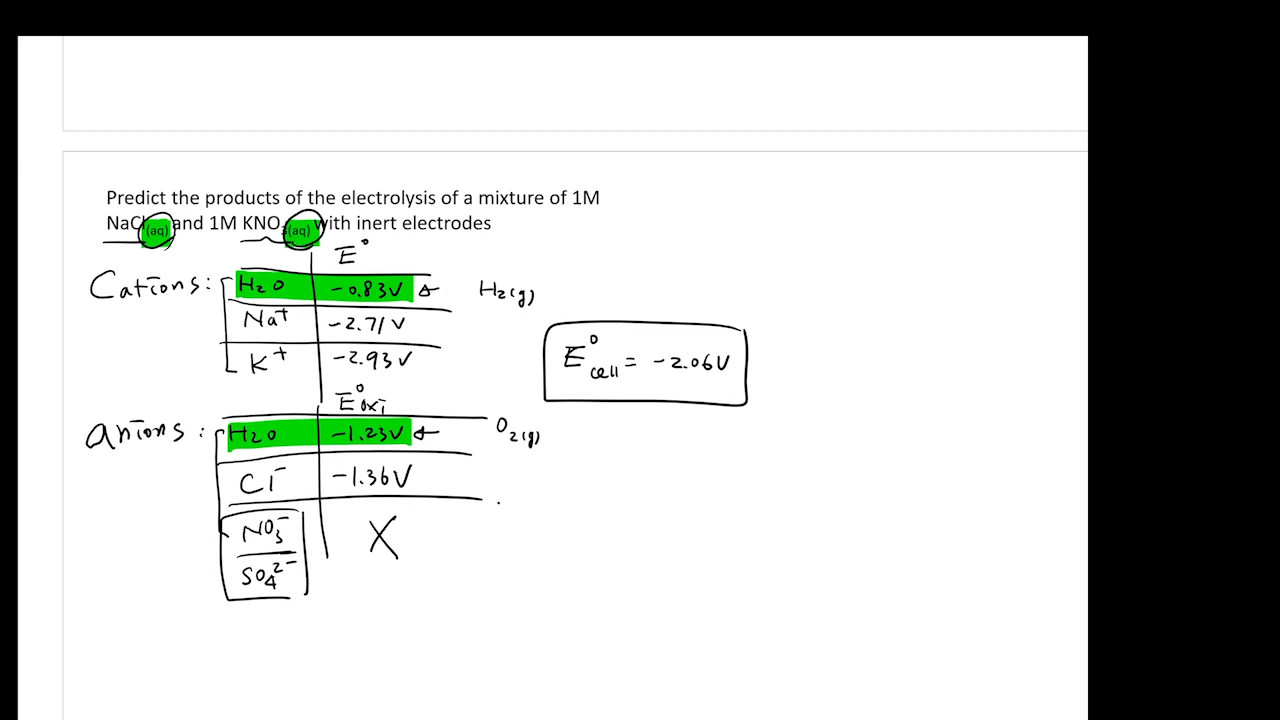 Predict the products of the electrolysis of a mixture of 1M
NaCl(aq) and 1M KNO3(aq) with inert electrodes
E°
Cations: H2O -0.83V H2(g)
Na+ -2.71V
K+ -2.93V
E°cell = -2.06V
E°oxi
Anions: H2O -1.23V O2(g)
Cl- -1.36V
NO3- X
SO4 2-